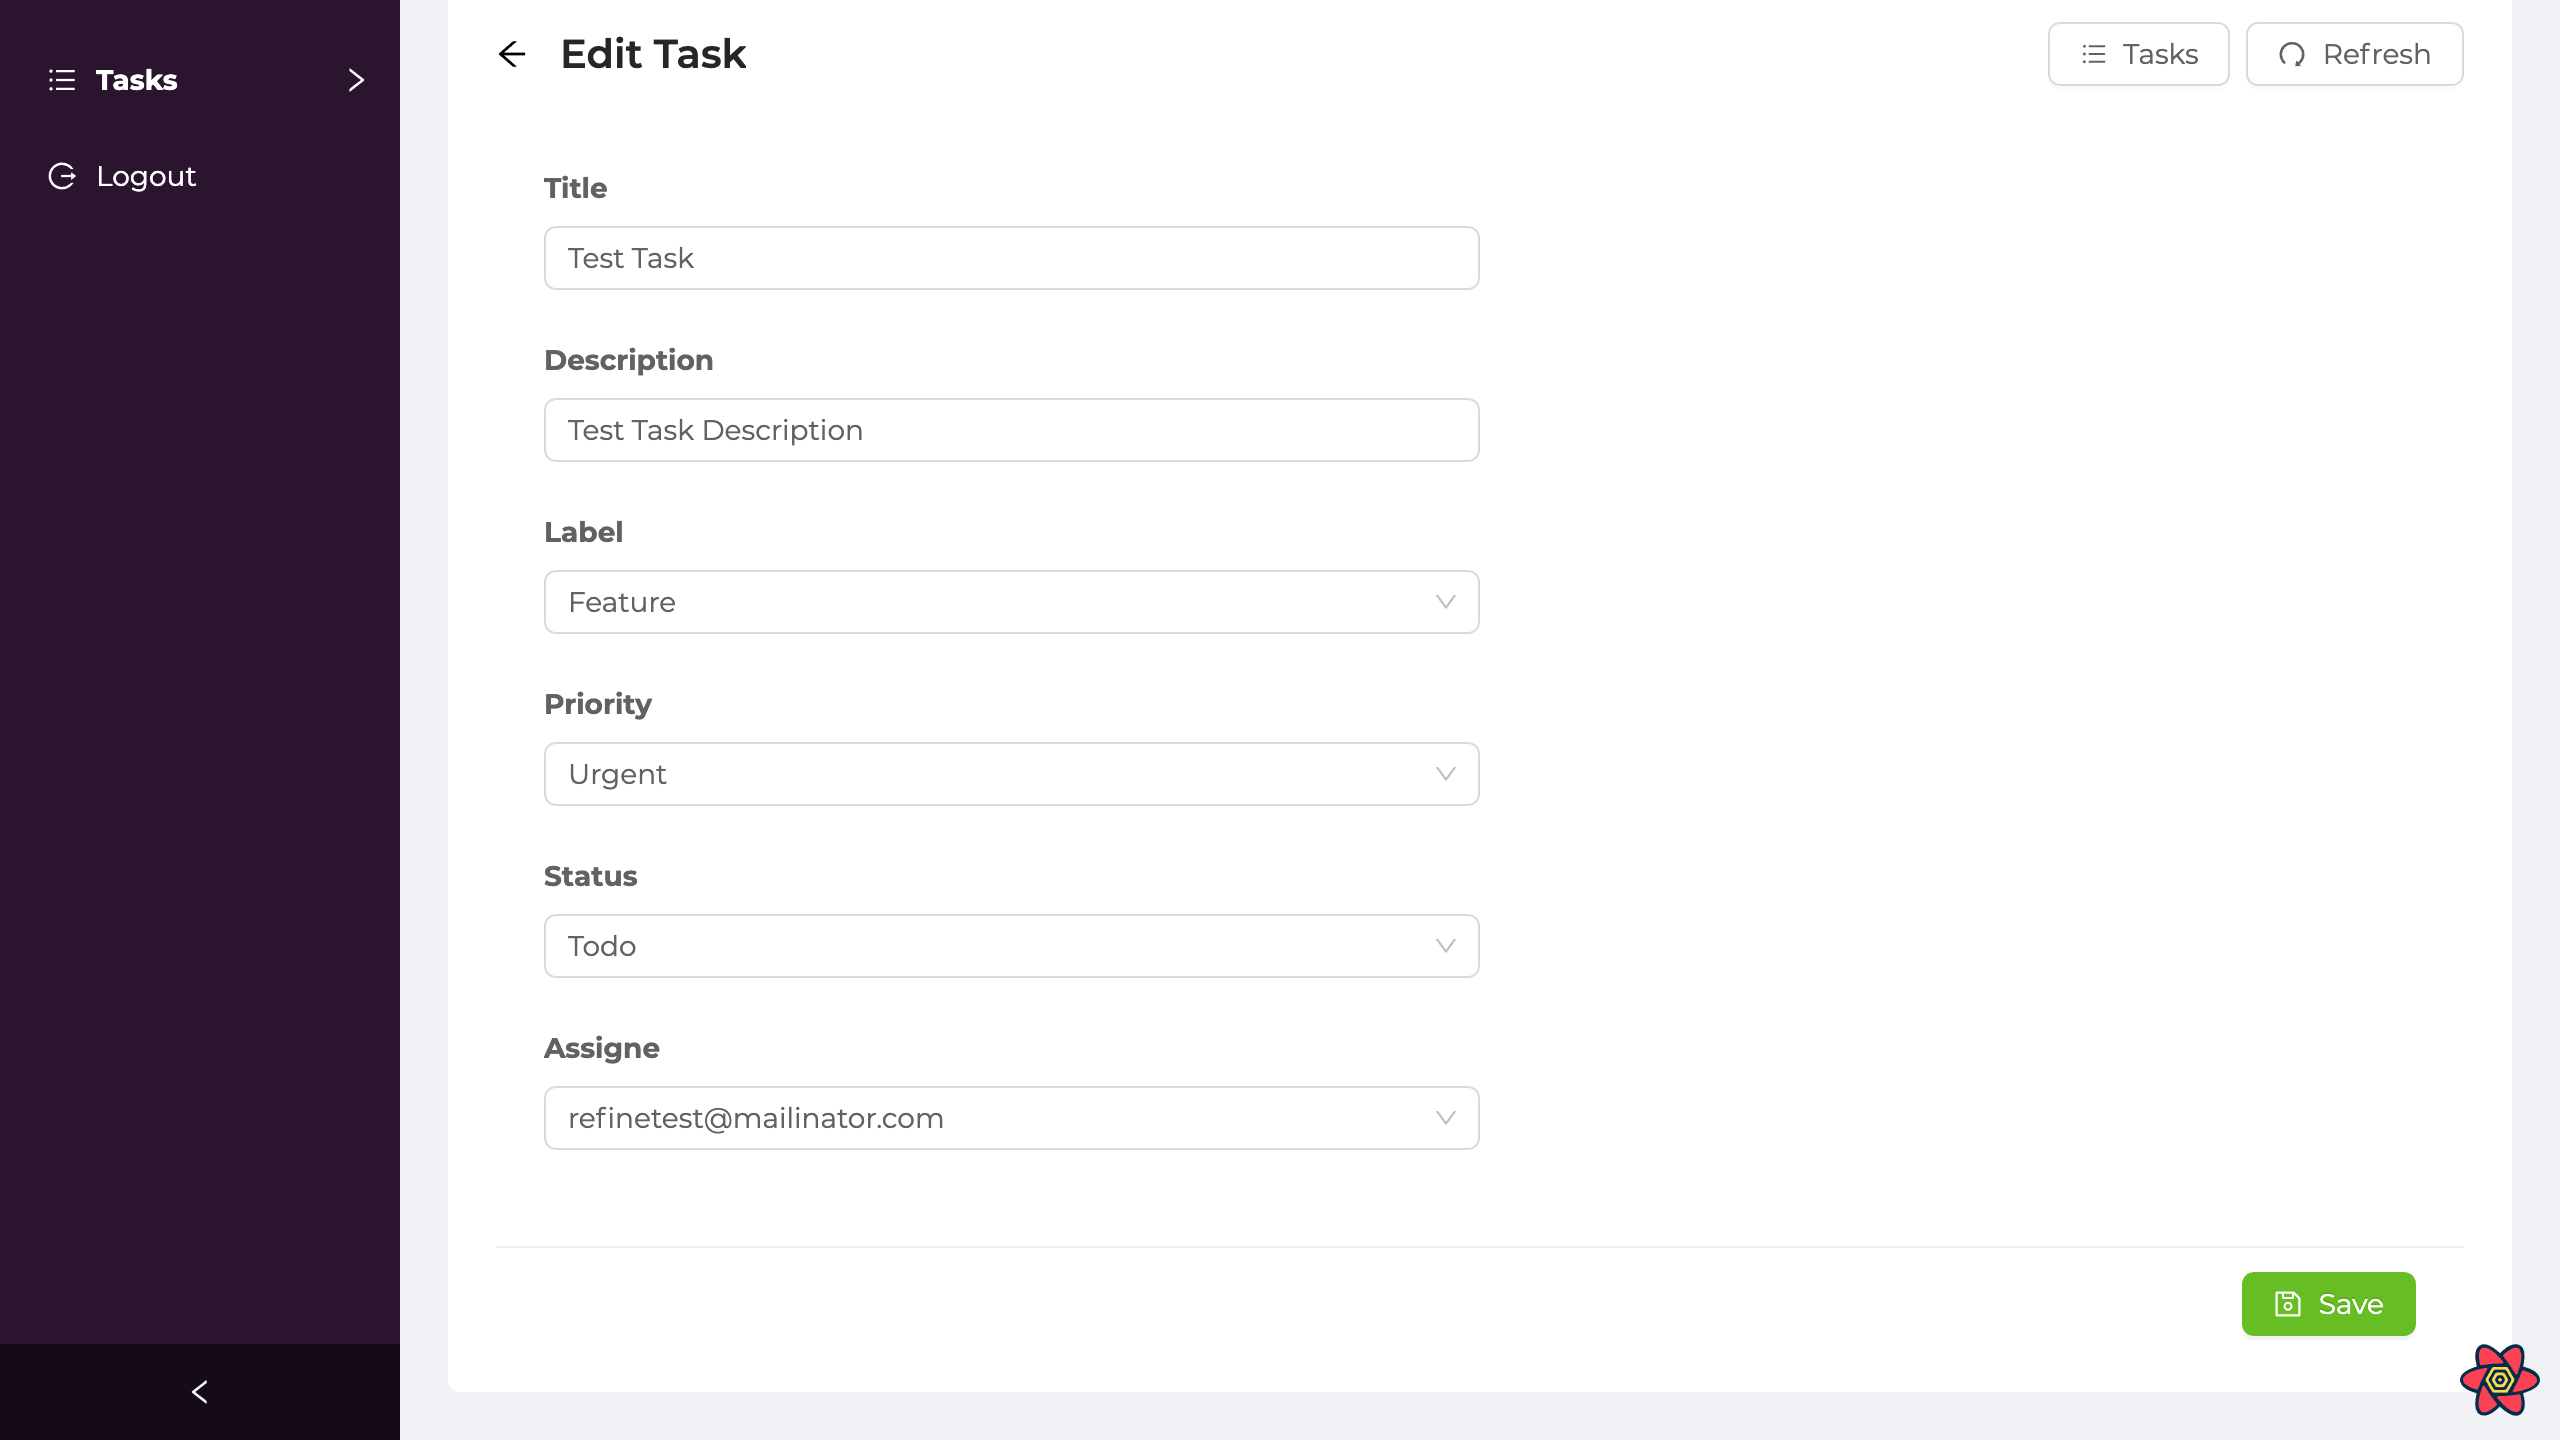 Tasks
Logout
Edit Task
Tasks
Refresh
Title
Test Task
Description
Test Task Description
Label
Feature
Priority
Urgent
Status
Todo
Assigne
refinetest@mailinator.com
Save